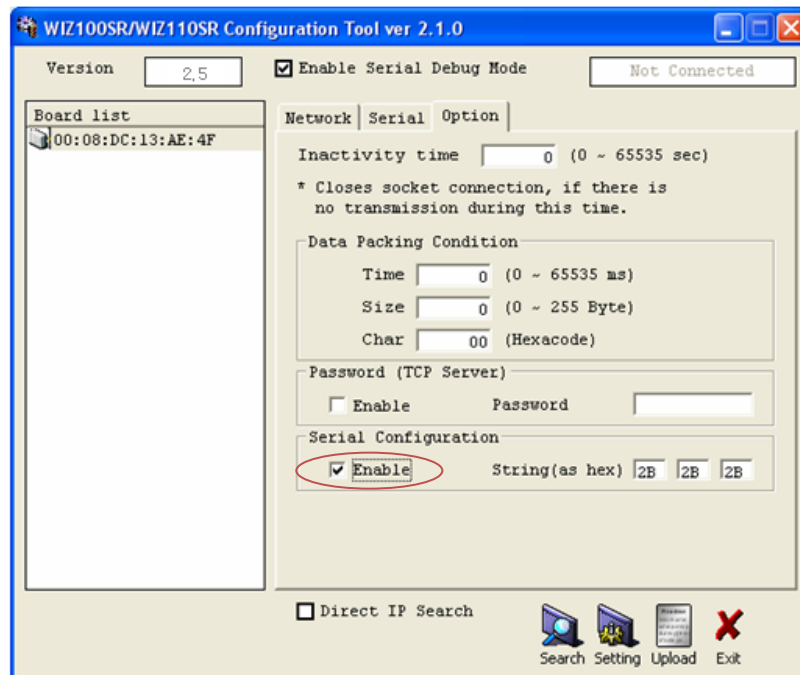 WIZ100SR/WIZ110SR Configuration Tool ver 2.1.0
Version 2,5 Enable Serial Debug Mode Not Connected
Board list
00:08:DC:13:AE:4F
Network Serial Option
Inactivity time 0 (0 ~ 65535 sec)
* Closes socket connection, if there is
no transmission during this time.
Data Packing Condition
Time 0 (0 ~ 65535 ms)
Size 0 (0 ~ 255 Byte)
Char 00 (Hexacode)
Password (TCP Server)
Enable Password
Serial Configuration
Enable String(as hex) 2B 2B 2B
Direct IP Search
Search Setting Upload Exit